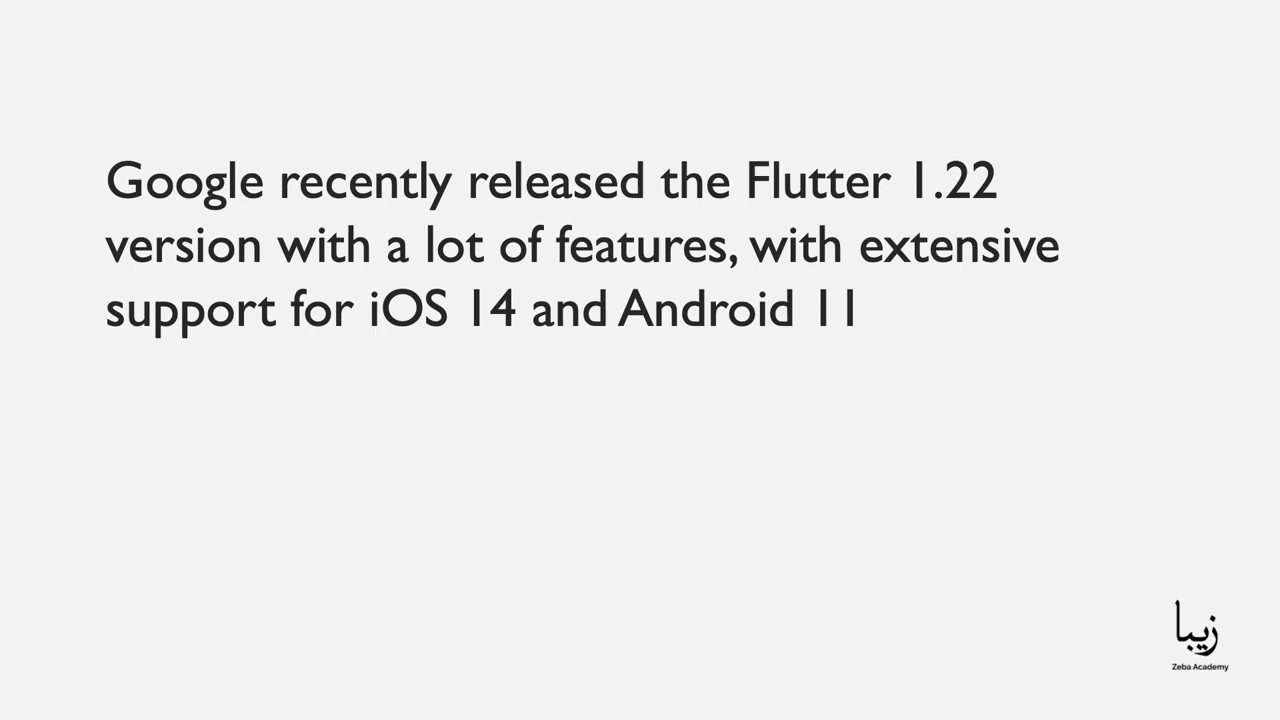 Google recently released the Flutter 1.22
version with a lot of features, with extensive
support for iOS 14 and Android 11
زيبا
Zeba Academy